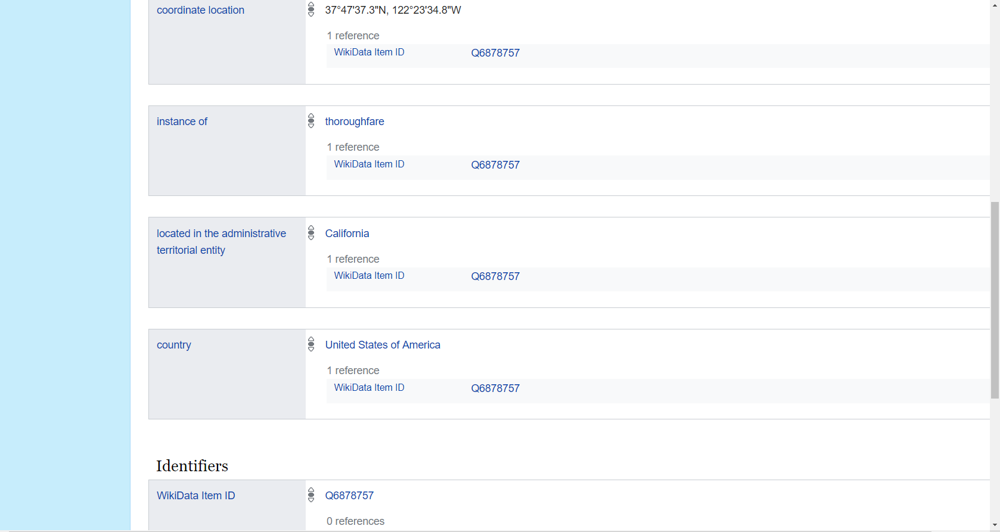 coordinate location
37°47'37.3"N, 122°23'34.8"W
1 reference
WikiData Item ID Q6878757
instance of
thoroughfare
1 reference
WikiData Item ID Q6878757
located in the administrative
territorial entity
California
1 reference
WikiData Item ID Q6878757
country
United States of America
1 reference
WikiData Item ID Q6878757
Identifiers
WikiData Item ID
Q6878757
0 references